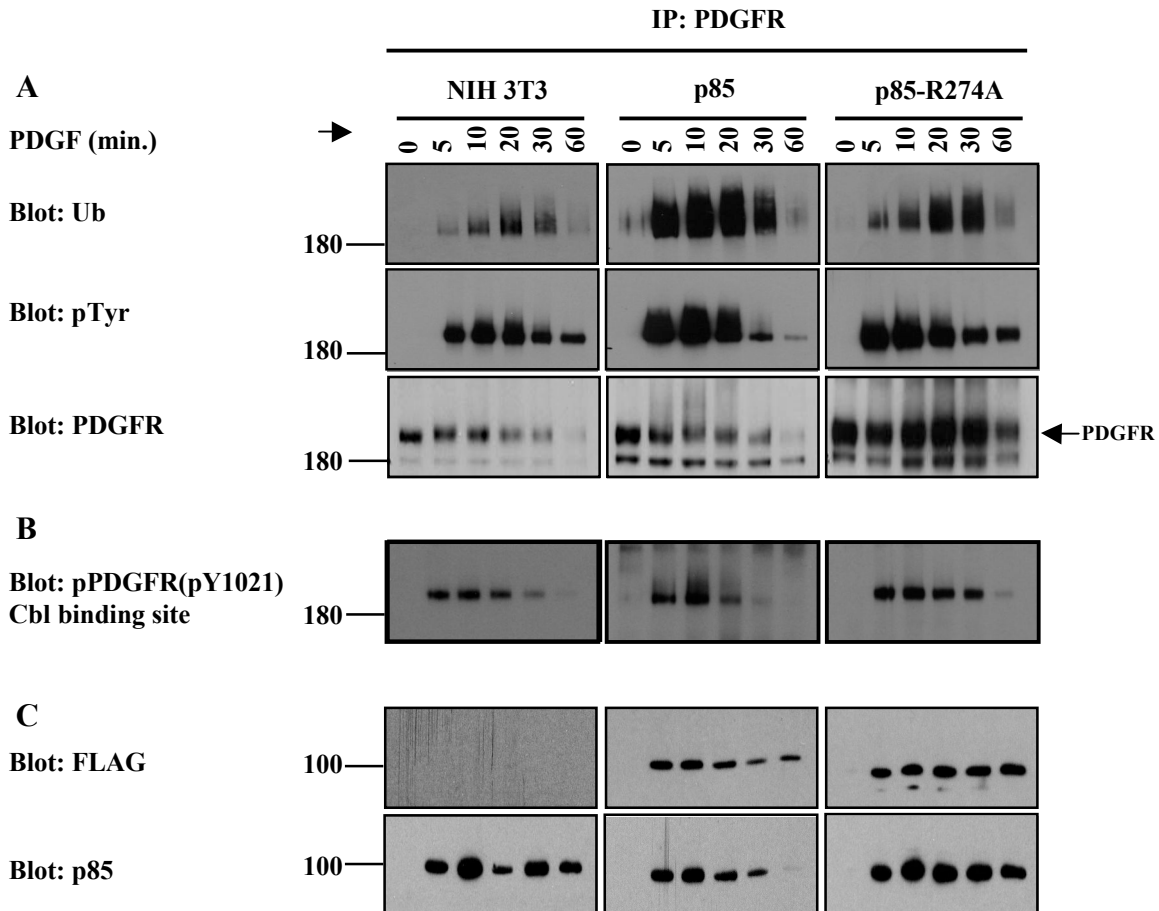 IP: PDGFR
A
NIH 3T3 p85 p85-R274A
PDGF (min.) 0 5 10 20 30 60 0 5 10 20 30 60 0 5 10 20 30 60
Blot: Ub
180
Blot: pTyr
180
Blot: PDGFR
PDGFR
180
B
Blot: pPDGFR(pY1021)
Cbl binding site
180
C
Blot: FLAG
100
Blot: p85
100